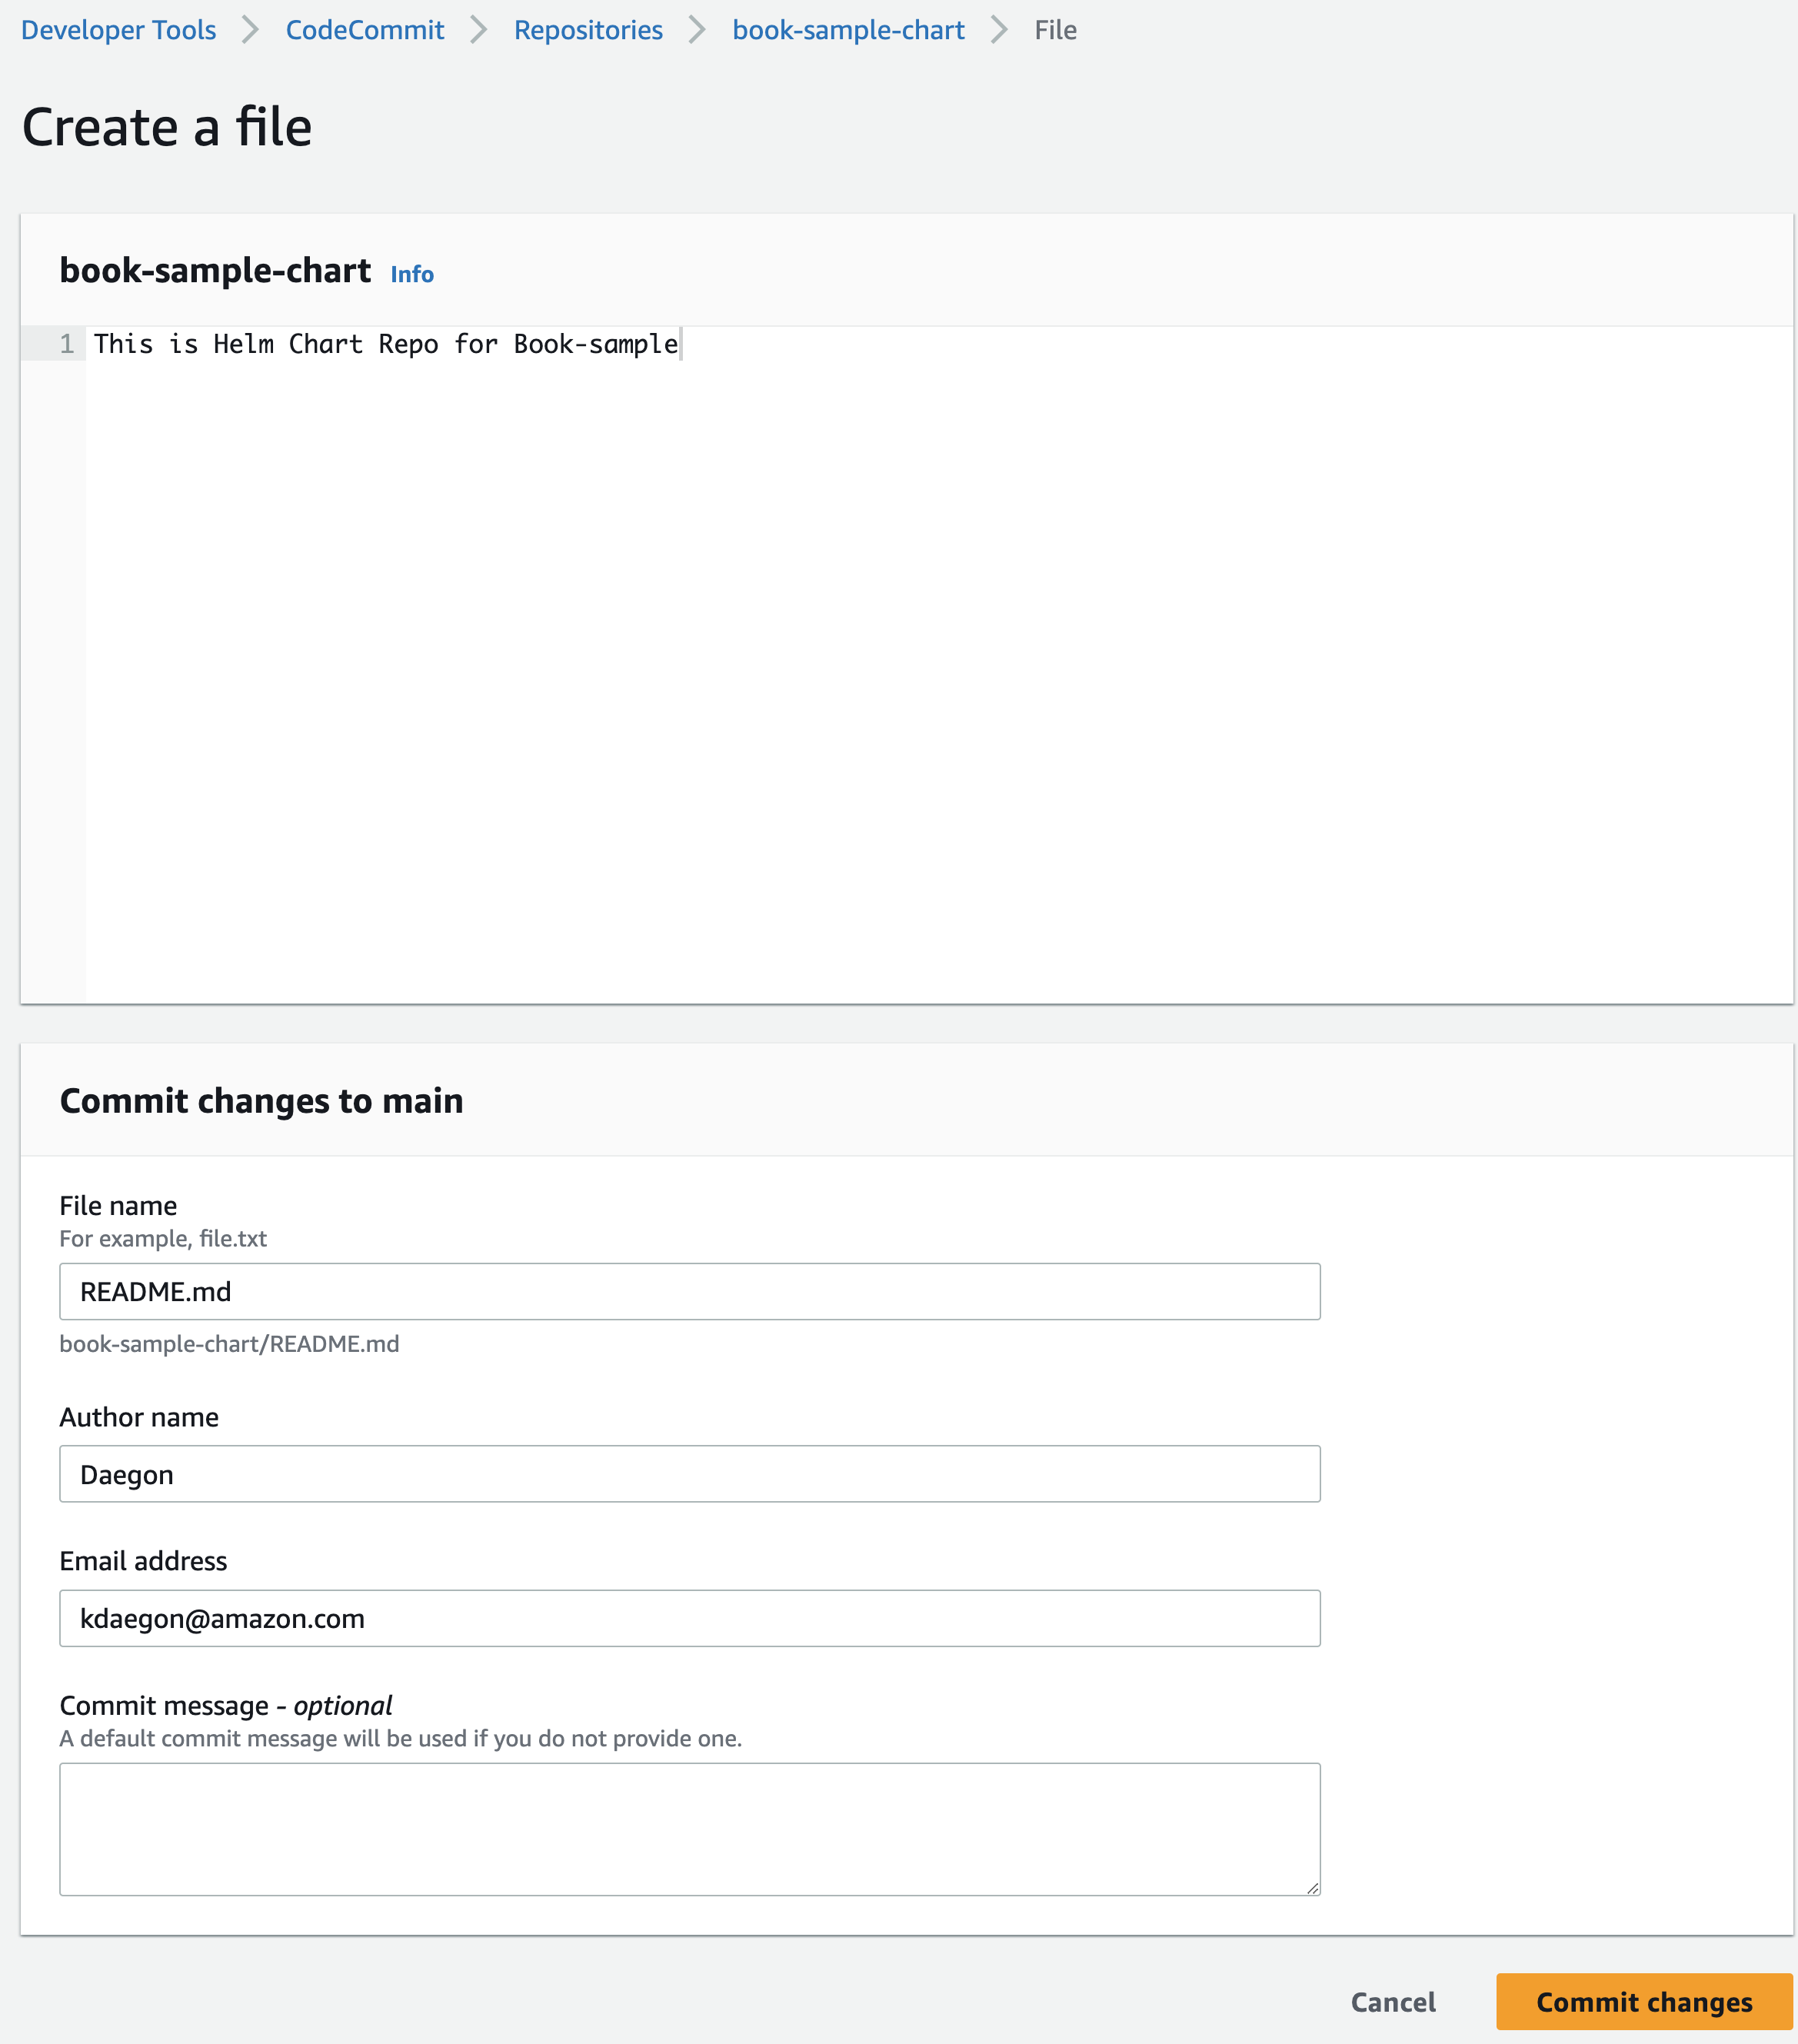 Developer Tools > CodeCommit > Repositories > book-sample-chart > File
Create a file
book-sample-chart Info
1 This is Helm Chart Repo for Book-sample
Commit changes to main
File name
For example, file.txt
README.md
book-sample-chart/README.md
Author name
Daegon
Email address
kdaegon@amazon.com
Commit message - optional
A default commit message will be used if you do not provide one.
Cancel Commit changes